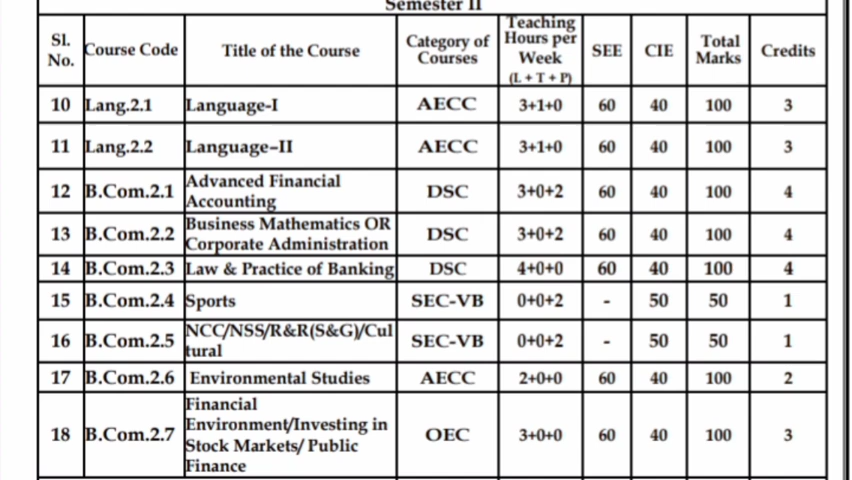 Semester II
Sl. No. Course Code Title of the Course Category of Courses Teaching Hours per Week (L + T + P) SEE CIE Total Marks Credits
10 Lang.2.1 Language-I AECC 3+1+0 60 40 100 3
11 Lang.2.2 Language–II AECC 3+1+0 60 40 100 3
12 B.Com.2.1 Advanced Financial Accounting DSC 3+0+2 60 40 100 4
13 B.Com.2.2 Business Mathematics OR Corporate Administration DSC 3+0+2 60 40 100 4
14 B.Com.2.3 Law & Practice of Banking DSC 4+0+0 60 40 100 4
15 B.Com.2.4 Sports SEC-VB 0+0+2 - 50 50 1
16 B.Com.2.5 NCC/NSS/R&R(S&G)/Cultural SEC-VB 0+0+2 - 50 50 1
17 B.Com.2.6 Environmental Studies AECC 2+0+0 60 40 100 2
18 B.Com.2.7 Financial Environment/Investing in Stock Markets/ Public Finance OEC 3+0+0 60 40 100 3